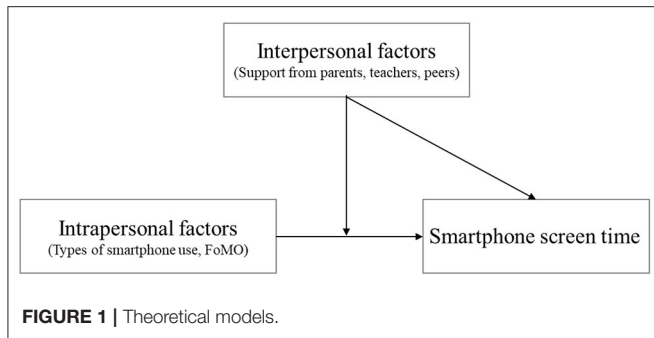 Interpersonal factors
(Support from parents, teachers, peers)
Intrapersonal factors
(Types of smartphone use, FoMO)
Smartphone screen time
FIGURE 1 | Theoretical models.